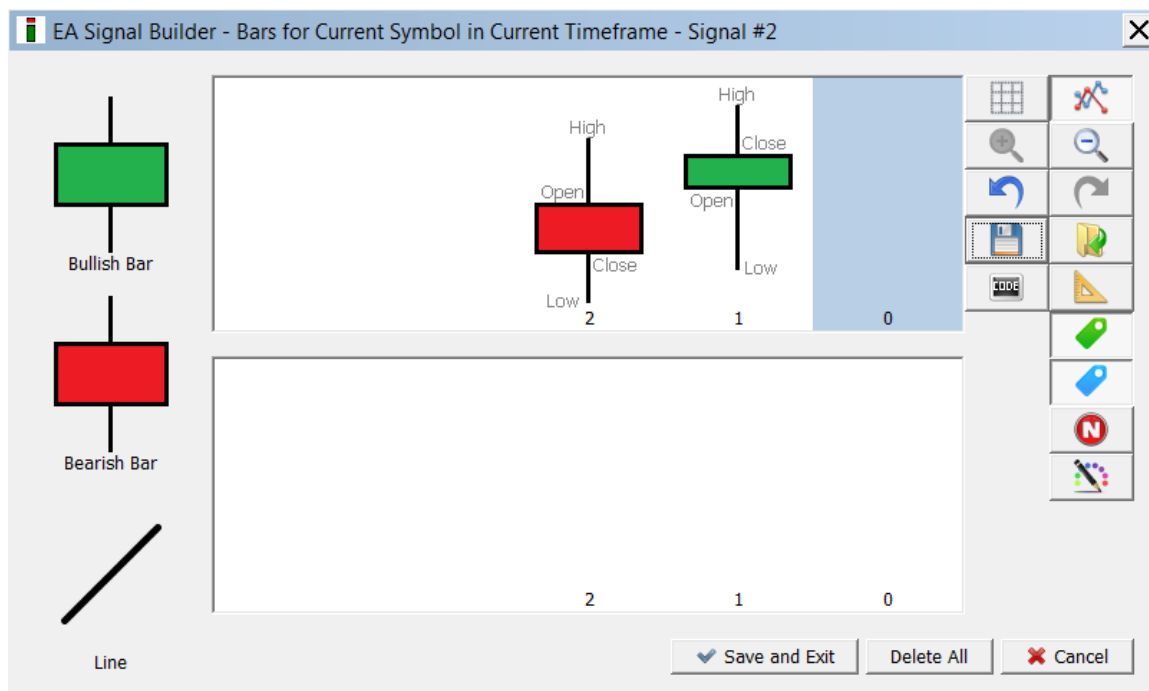 EA Signal Builder - Bars for Current Symbol in Current Timeframe - Signal #2
Bullish Bar
Bearish Bar
Line
High
High
Close
Open
Open
Close
Low
Low
2 1 0
CODE
N
2 1 0
Save and Exit
Delete All
Cancel